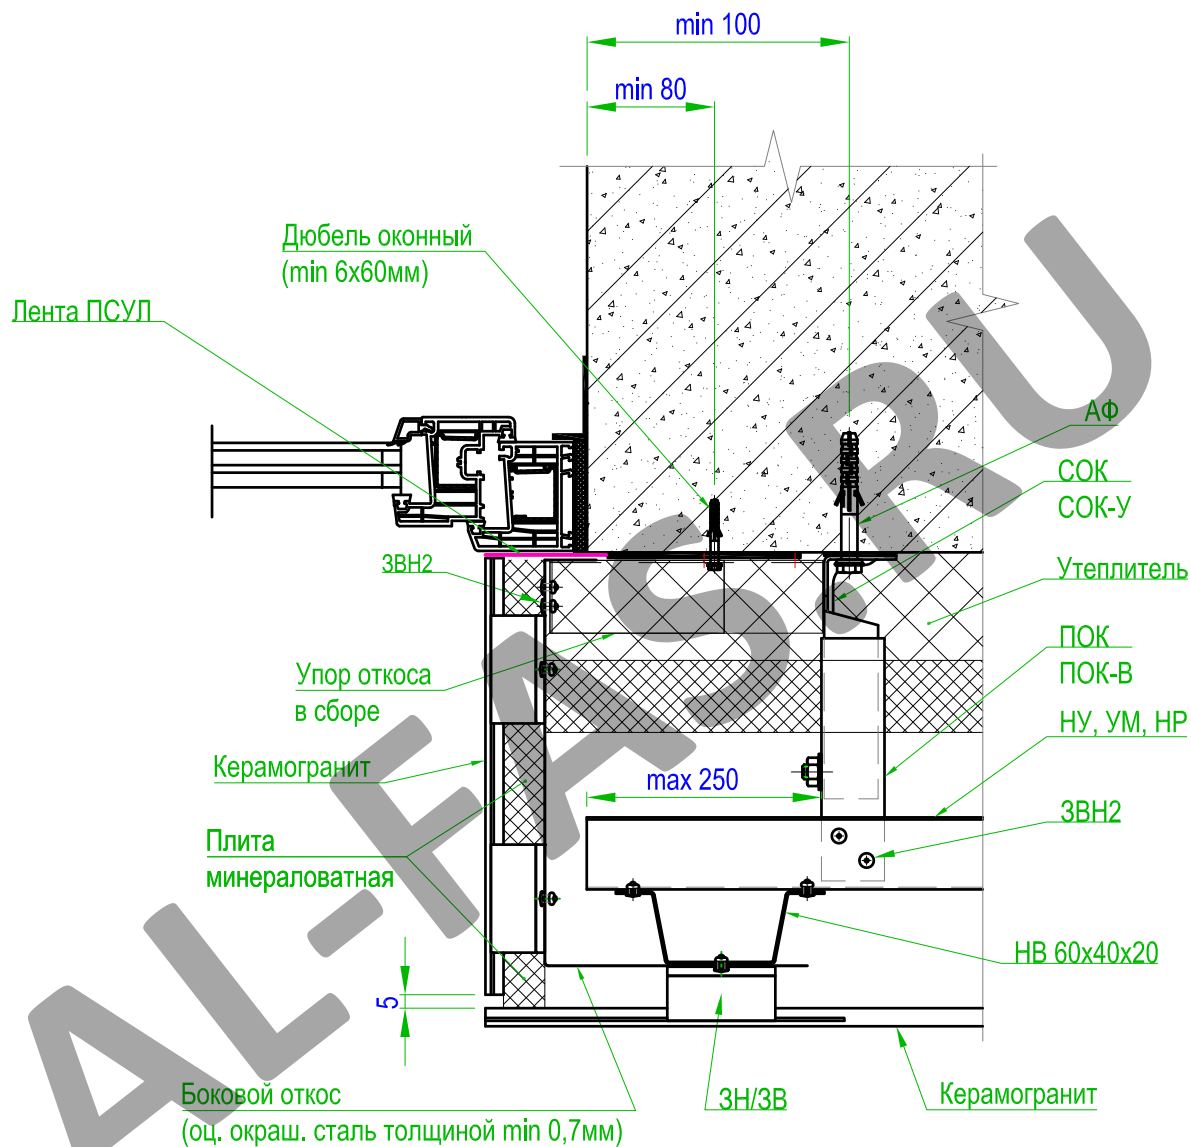 min 100
min 80
Дюбель оконный
(min 6х60мм)
Лента ПСУЛ
АФ
СОК
СОК-У
ЗВН2
Утеплитель
ПОК
ПОК-В
Упор откоса
в сборе
НУ, УМ, НР
Керамогранит
max 250
ЗВН2
Плита
минераловатная
НВ 60х40х20
5
Боковой откос
(оц. окраш. сталь толщиной min 0,7мм)
ЗН/ЗВ
Керамогранит
AL-FAS.RU